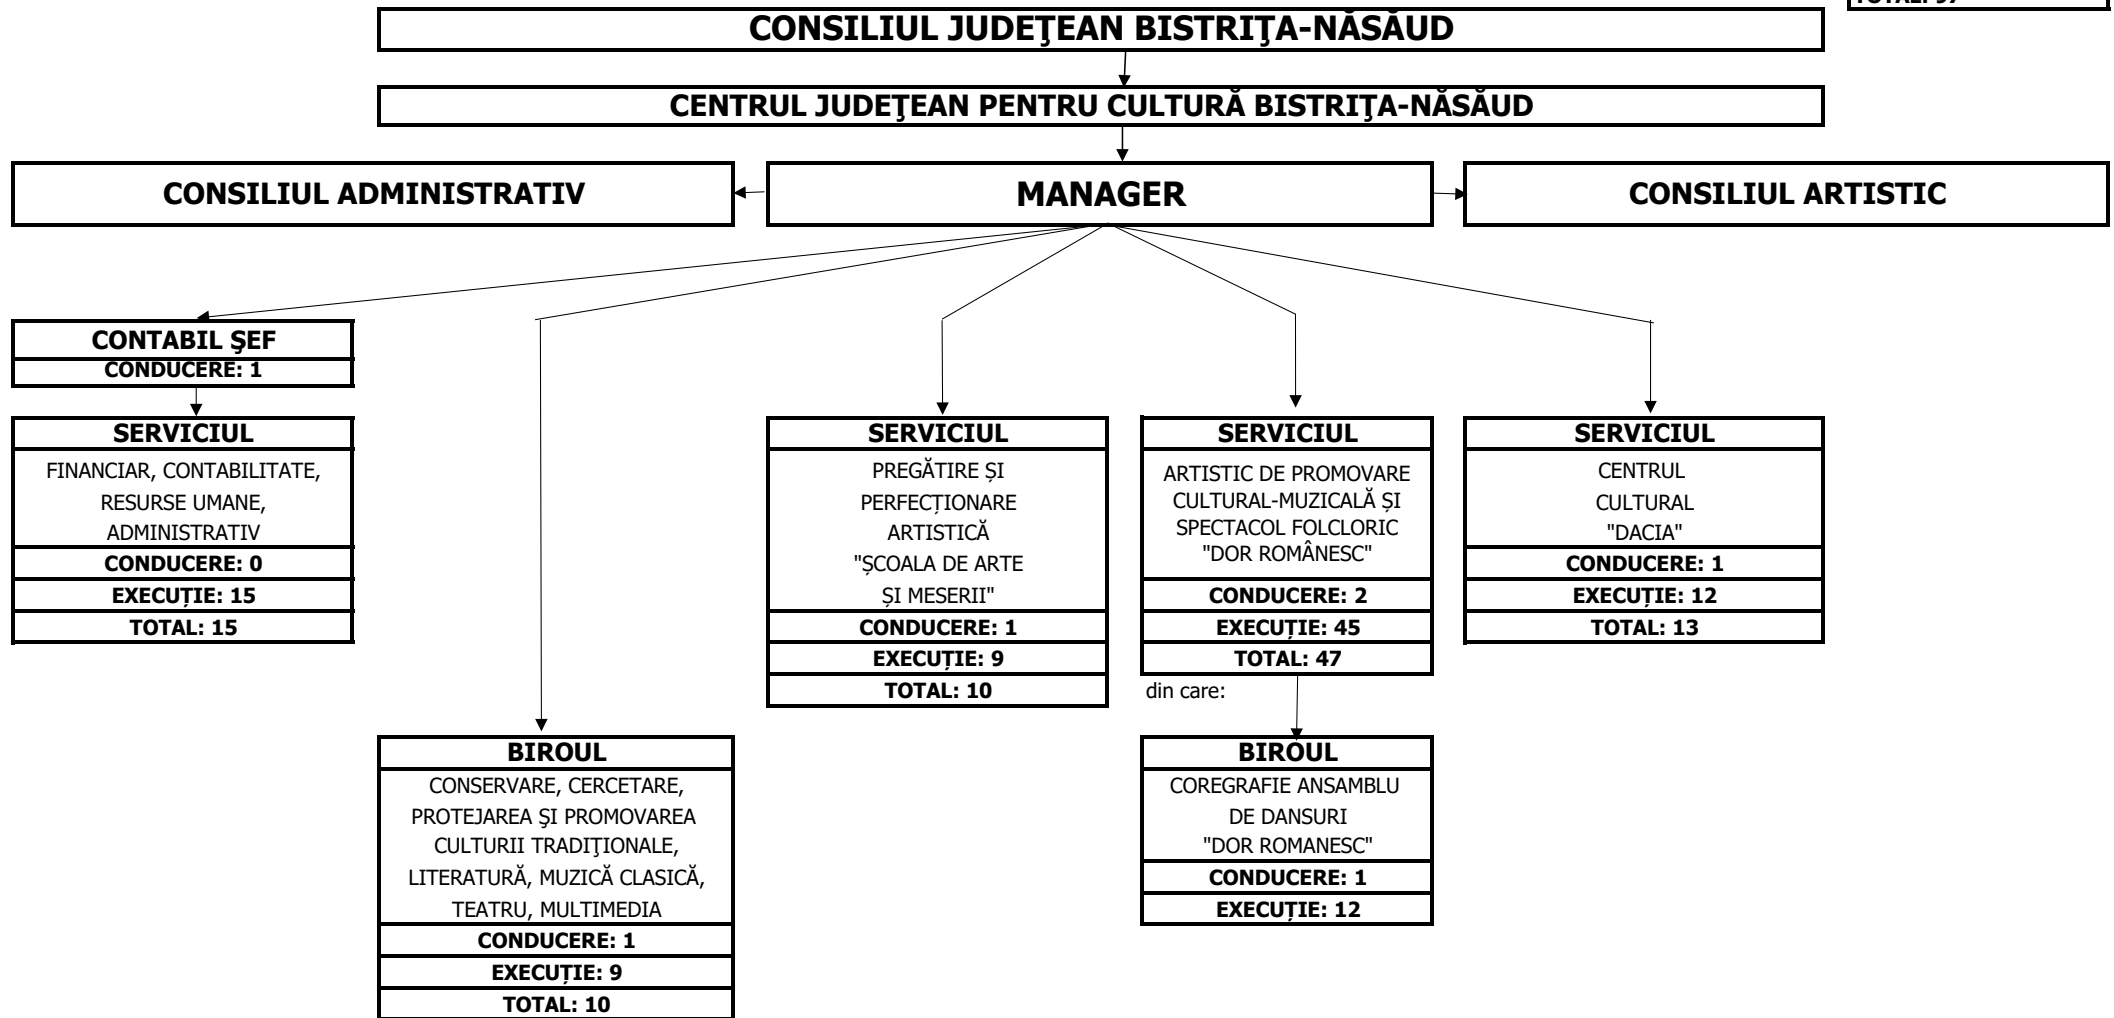 TOTAL: 97
CONSILIUL JUDEŢEAN BISTRIŢA-NĂSĂUD
CENTRUL JUDEŢEAN PENTRU CULTURĂ BISTRIŢA-NĂSĂUD
CONSILIUL ADMINISTRATIV
MANAGER
CONSILIUL ARTISTIC
CONTABIL ŞEF
CONDUCERE: 1
SERVICIUL
FINANCIAR, CONTABILITATE,
RESURSE UMANE,
ADMINISTRATIV
CONDUCERE: 0
EXECUȚIE: 15
TOTAL: 15
BIROUL
CONSERVARE, CERCETARE,
PROTEJAREA ŞI PROMOVAREA
CULTURII TRADIŢIONALE,
LITERATURĂ, MUZICĂ CLASICĂ,
TEATRU, MULTIMEDIA
CONDUCERE: 1
EXECUȚIE: 9
TOTAL: 10
SERVICIUL
PREGĂTIRE ȘI
PERFECȚIONARE
ARTISTICĂ
"ȘCOALA DE ARTE
ȘI MESERII"
CONDUCERE: 1
EXECUȚIE: 9
TOTAL: 10
SERVICIUL
ARTISTIC DE PROMOVARE
CULTURAL-MUZICALĂ ȘI
SPECTACOL FOLCLORIC
"DOR ROMÂNESC"
CONDUCERE: 2
EXECUȚIE: 45
TOTAL: 47
din care:
BIROUL
COREGRAFIE ANSAMBLU
DE DANSURI
"DOR ROMANESC"
CONDUCERE: 1
EXECUȚIE: 12
SERVICIUL
CENTRUL
CULTURAL
"DACIA"
CONDUCERE: 1
EXECUȚIE: 12
TOTAL: 13